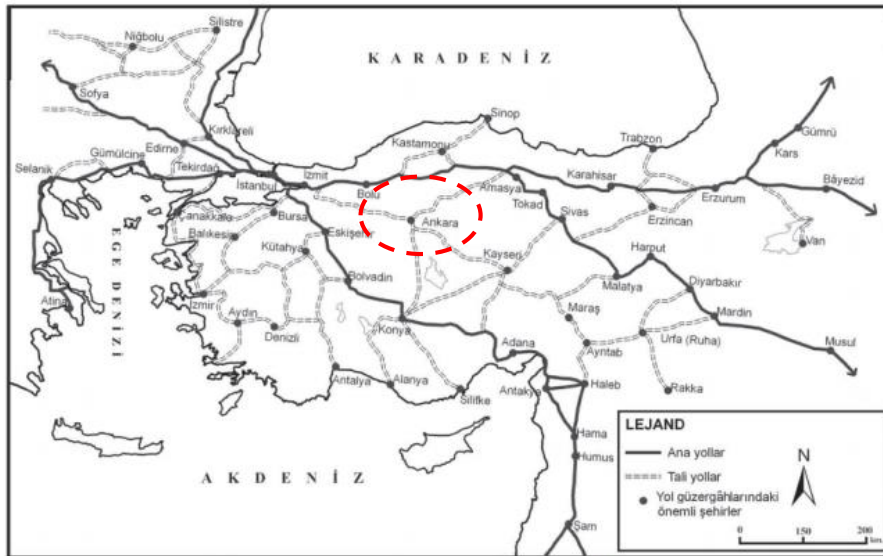 Silistre
Niğbolu
KARADENİZ
Sofya
Sinop
Kırklareli
Edirne
Kastamonu
Trabzon
Gümrü
Kars
Gümülcine
Tekirdağ
Selanik
İstanbul
İzmit
Bolu
Amasya
Karahisar
Erzurum
Bâyezid
Tokad
Çanakkale
Bursa
Ankara
Sivas
Erzincan
Balıkesir
Eskişehir
Van
Kütahya
Harput
Kayseri
EGE DENİZİ
Bolvadin
Malatya
Diyarbakır
Atina
İzmir
Maraş
Mardin
Aydın
Konya
Denizli
Adana
Ayntab
Urfa (Ruha)
Musul
Antalya
Alanya
Silifke
Antakya
Haleb
Rakka
Hama
Humus
AKDENİZ
Şam
LEJAND
Ana yollar
Tali yollar
Yol güzergâhlarındaki
önemli şehirler
N
0 150 200
km.